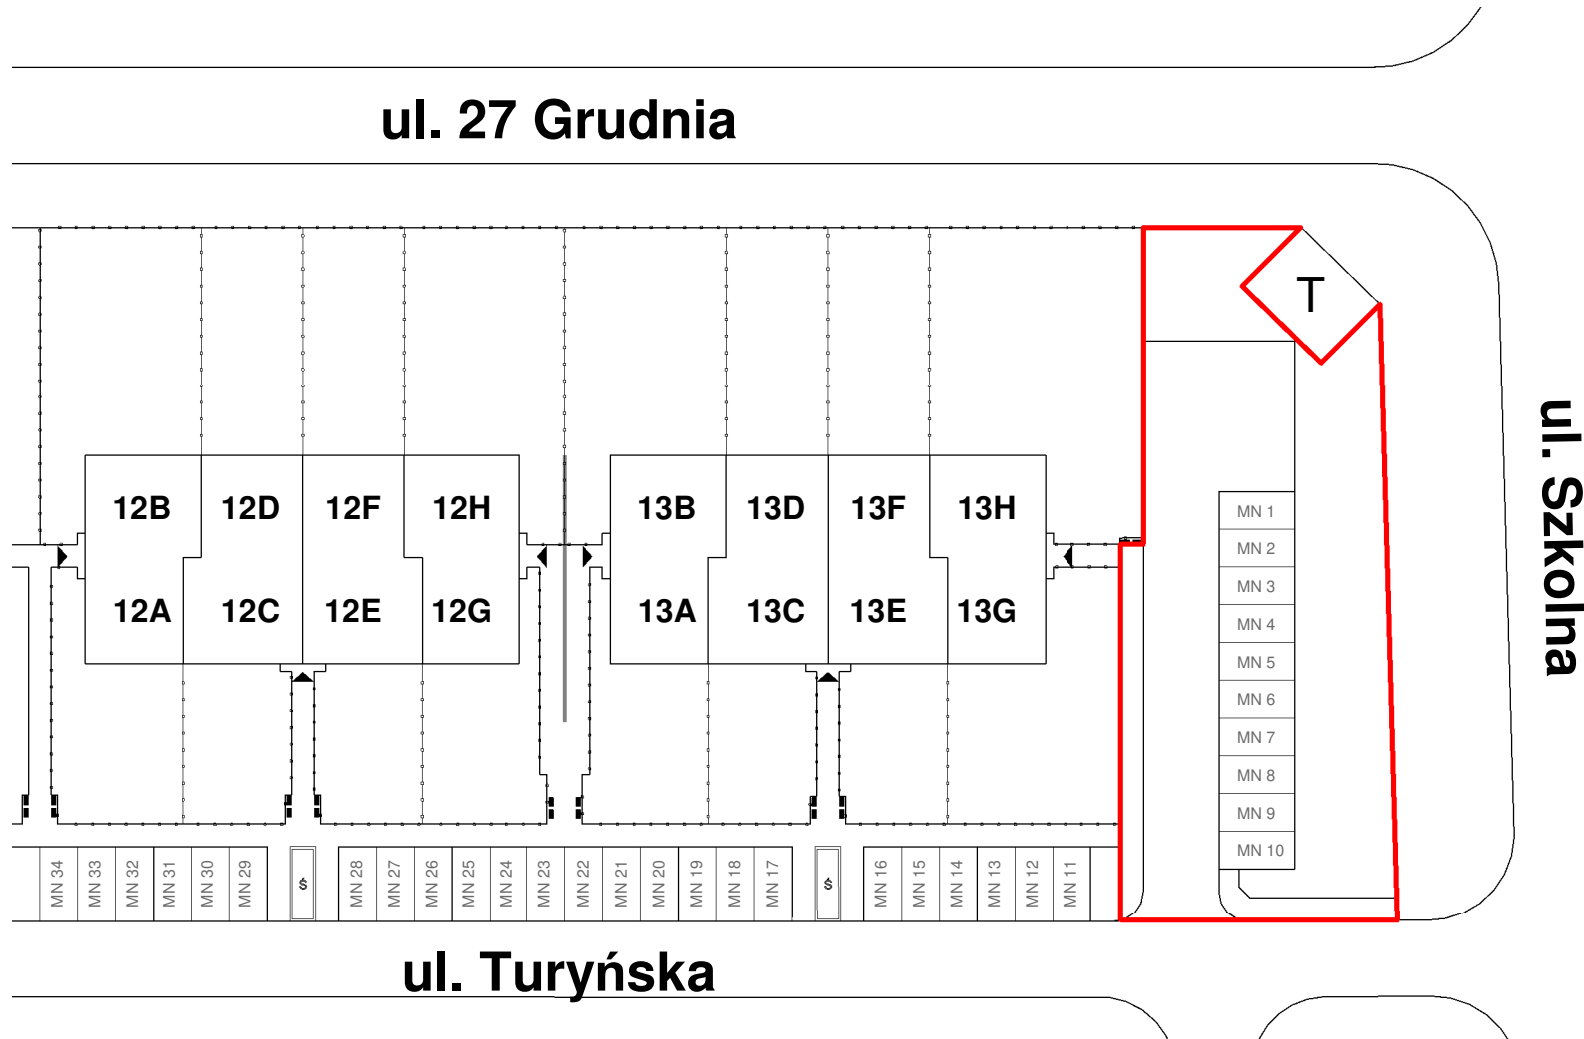 ul. 27 Grudnia
T
ul. Szkolna
12B 12D 12F 12H 13B 13D 13F 13H
12A 12C 12E 12G 13A 13C 13E 13G
MN 1
MN 2
MN 3
MN 4
MN 5
MN 6
MN 7
MN 8
MN 9
MN 10
MN 34 MN 33 MN 32 MN 31 MN 30 MN 29 Ś MN 28 MN 27 MN 26 MN 25 MN 24 MN 23 MN 22 MN 21 MN 20 MN 19 MN 18 MN 17 Ś MN 16 MN 15 MN 14 MN 13 MN 12 MN 11
ul. Turyńska